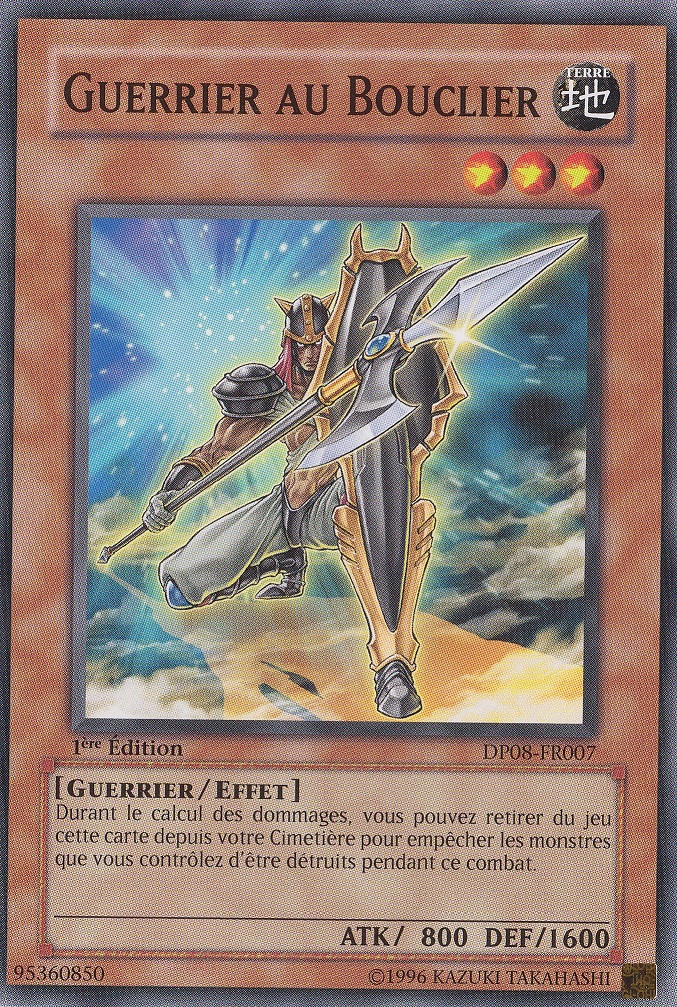 GUERRIER AU BOUCLIER
TERRE
地
1ère Édition
DP08-FR007
[GUERRIER/EFFET]
Durant le calcul des dommages, vous pouvez retirer du jeu
cette carte depuis votre Cimetière pour empêcher les monstres
que vous contrôlez d'être détruits pendant ce combat.
ATK/ 800 DEF/1600
95360850
©1996 KAZUKI TAKAHASHI